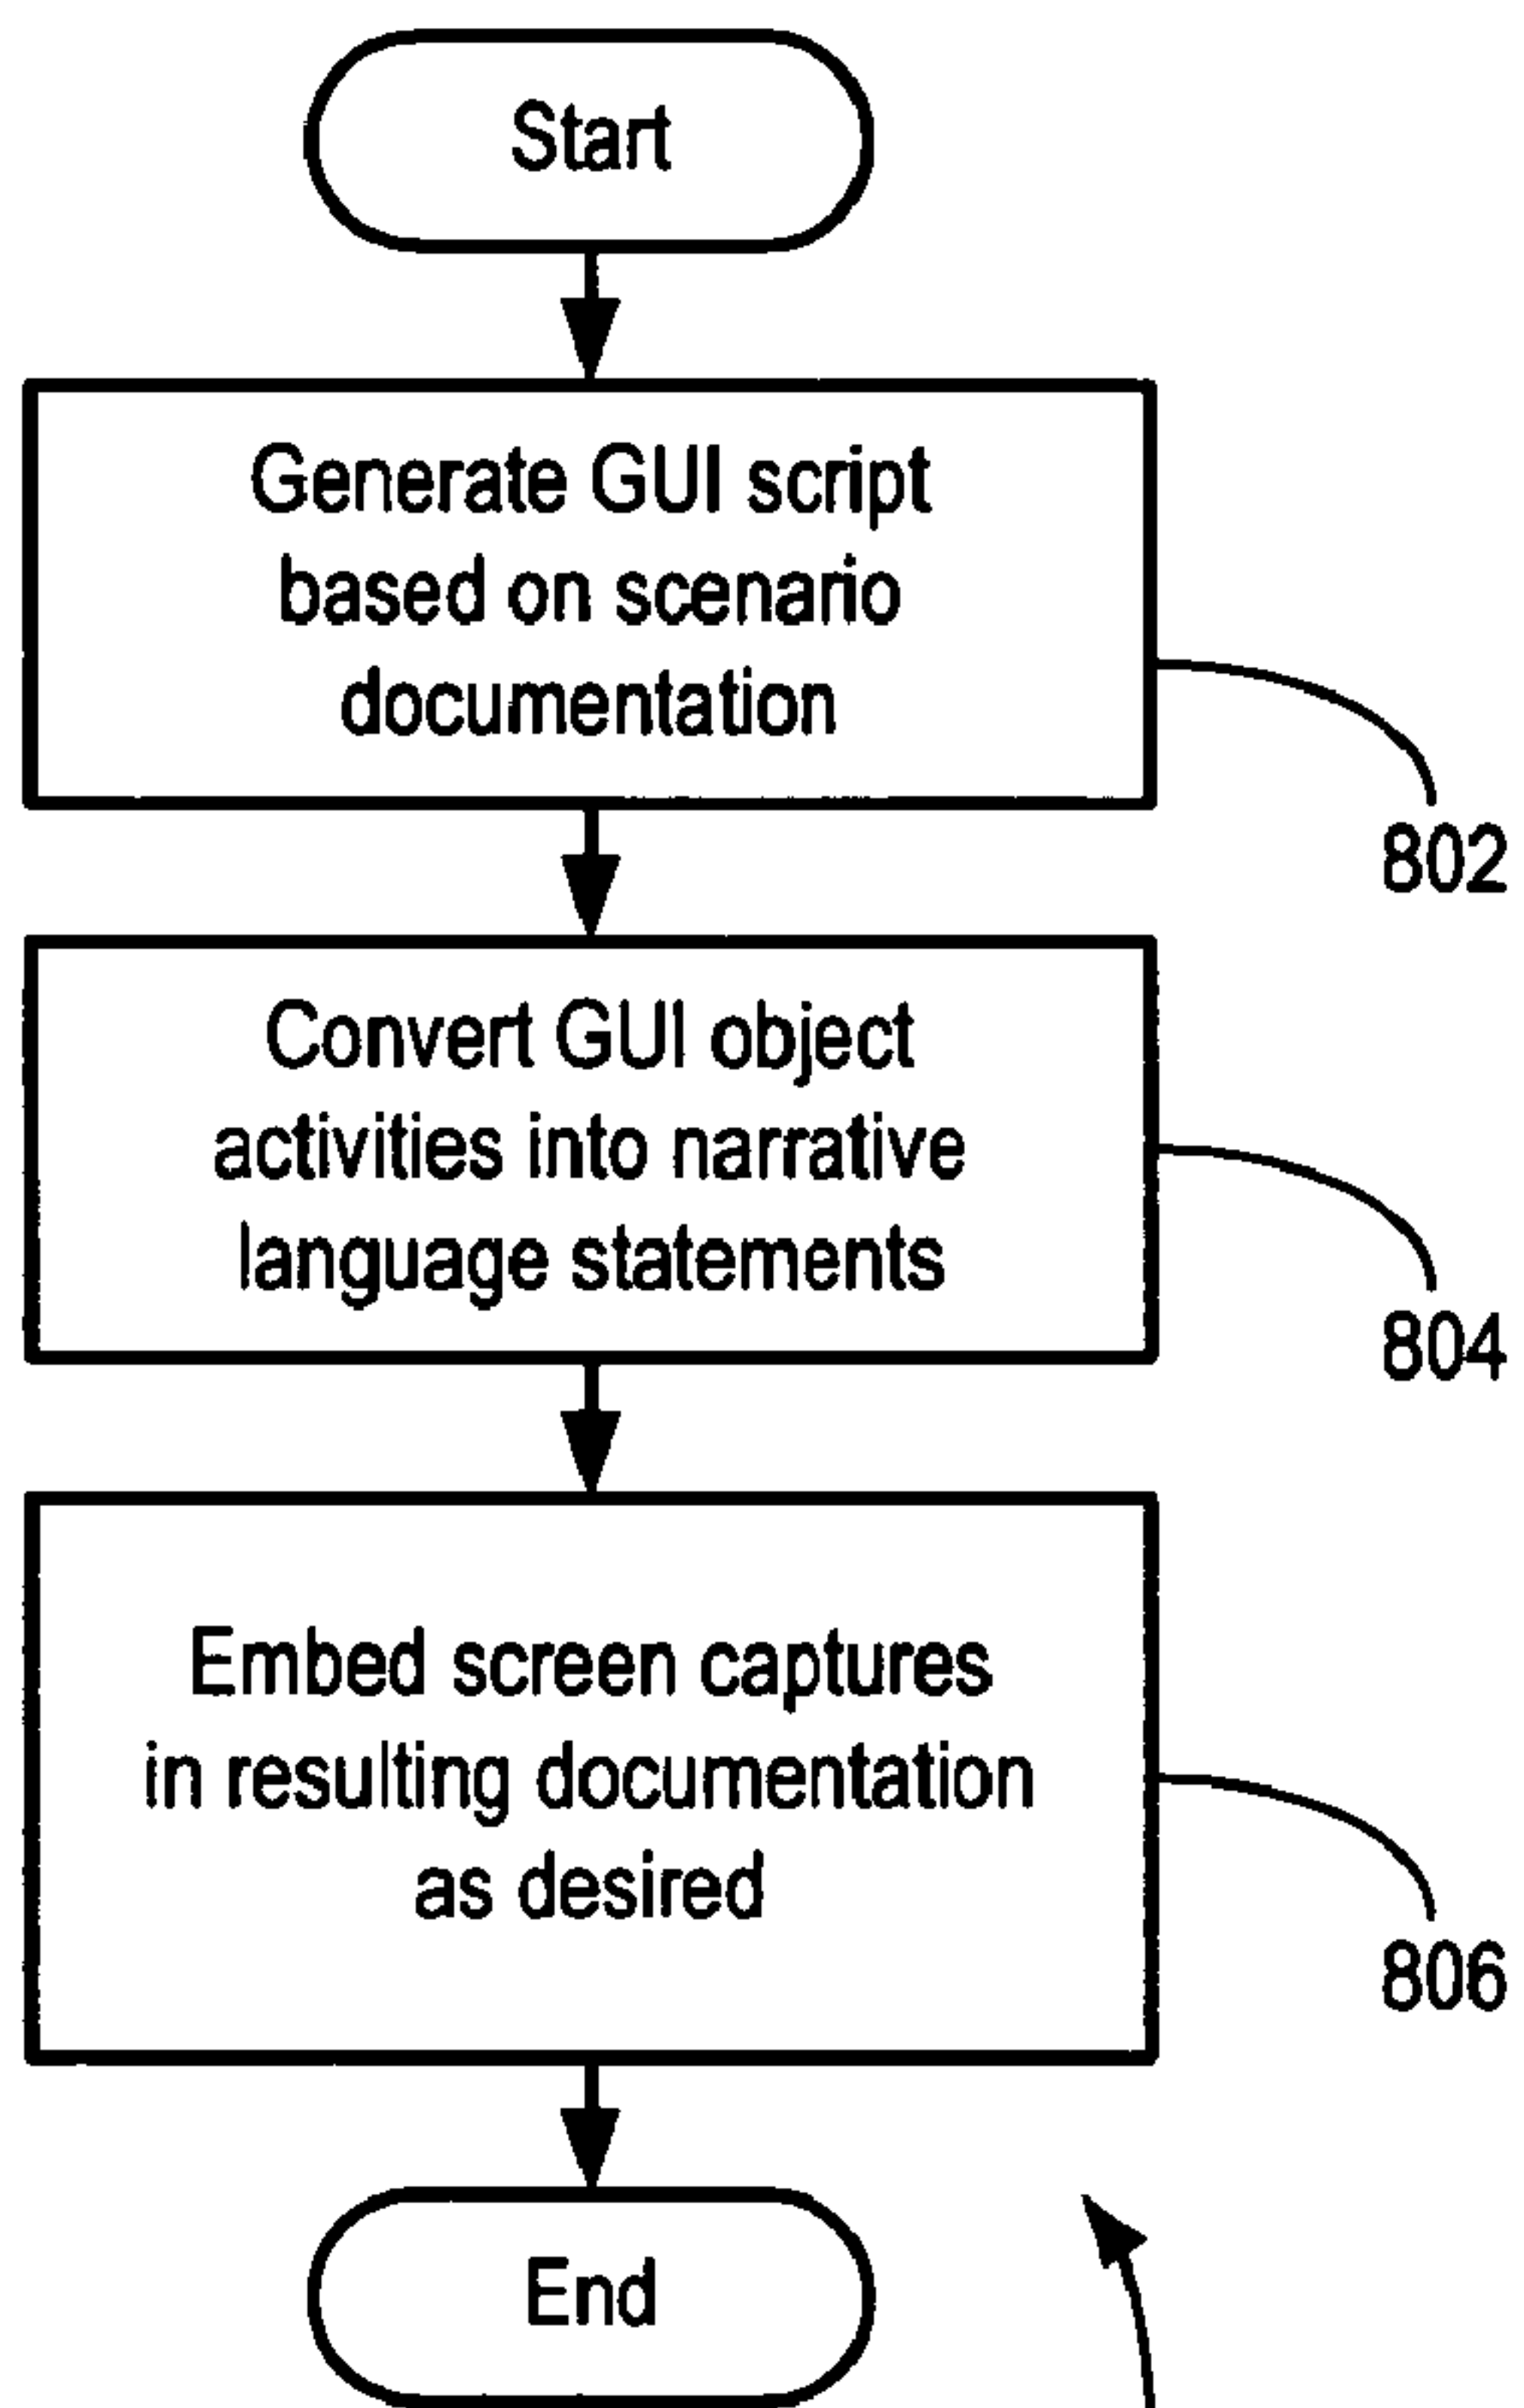 Start
Generate GUI script
based on scenario
documentation
802
Convert GUI object
activities into narrative
language statements
804
Embed screen captures
in resulting documentation
as desired
806
End